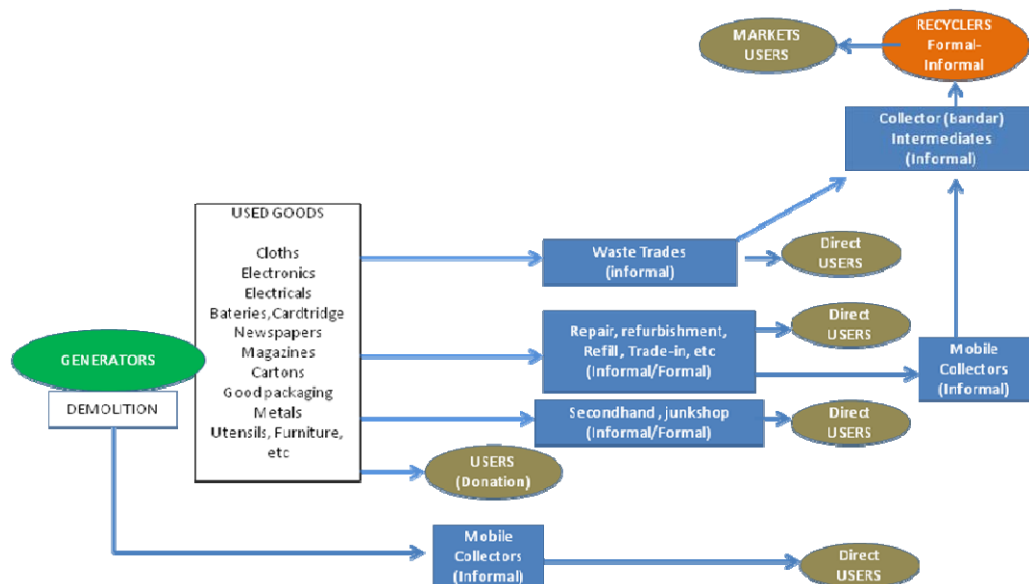 MARKETS
USERS
RECYCLERS
Formal-
Informal
Collector (Bandar)
Intermediates
(Informal)
USED GOODS
Cloths
Electronics
Electricals
Bateries,Cardtridge
Newspapers
Magazines
Cartons
Good packaging
Metals
Utensils, Furniture,
etc
Waste Trades
(informal)
Direct
USERS
GENERATORS
DEMOLITION
Repair, refurbishment,
Refill, Trade-in, etc
(Informal/Formal)
Direct
USERS
Mobile
Collectors
(Informal)
Secondhand, junkshop
(Informal/Formal)
Direct
USERS
USERS
(Donation)
Mobile
Collectors
(Informal)
Direct
USERS